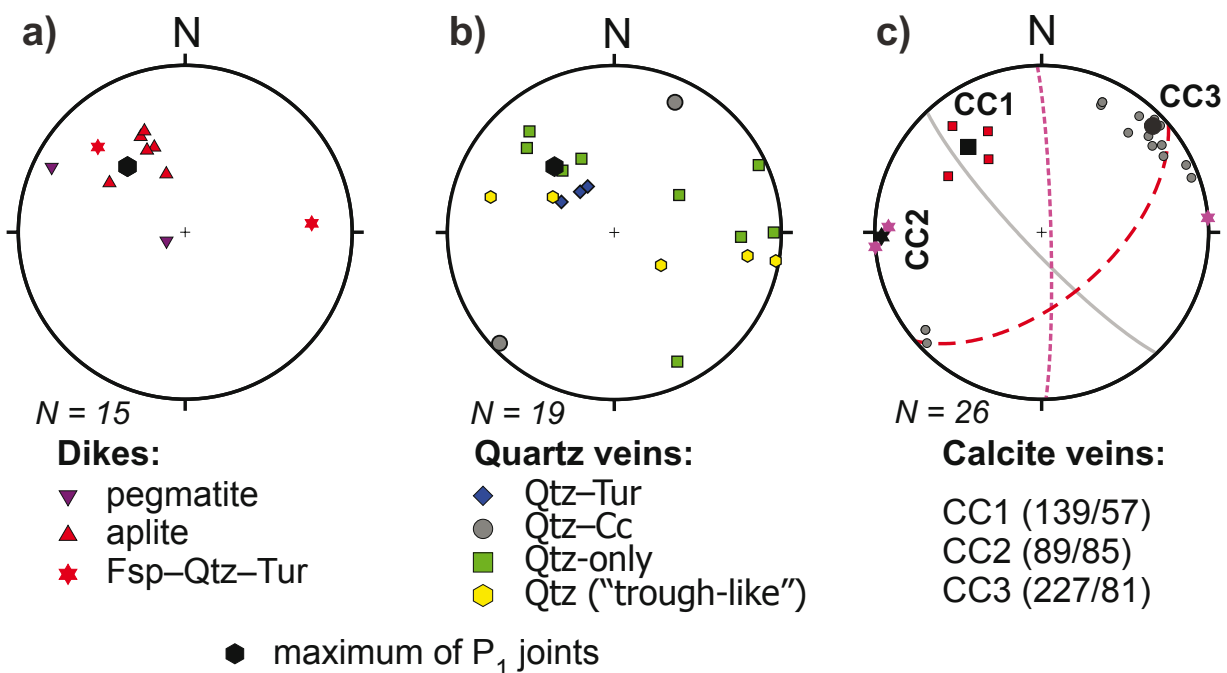 a)
N
N = 15
Dikes:
pegmatite
aplite
Fsp–Qtz–Tur
b)
N
N = 19
Quartz veins:
Qtz–Tur
Qtz–Cc
Qtz-only
Qtz (“trough-like”)
c)
N
CC1
CC3
CC2
N = 26
Calcite veins:
CC1 (139/57)
CC2 (89/85)
CC3 (227/81)
maximum of P₁ joints